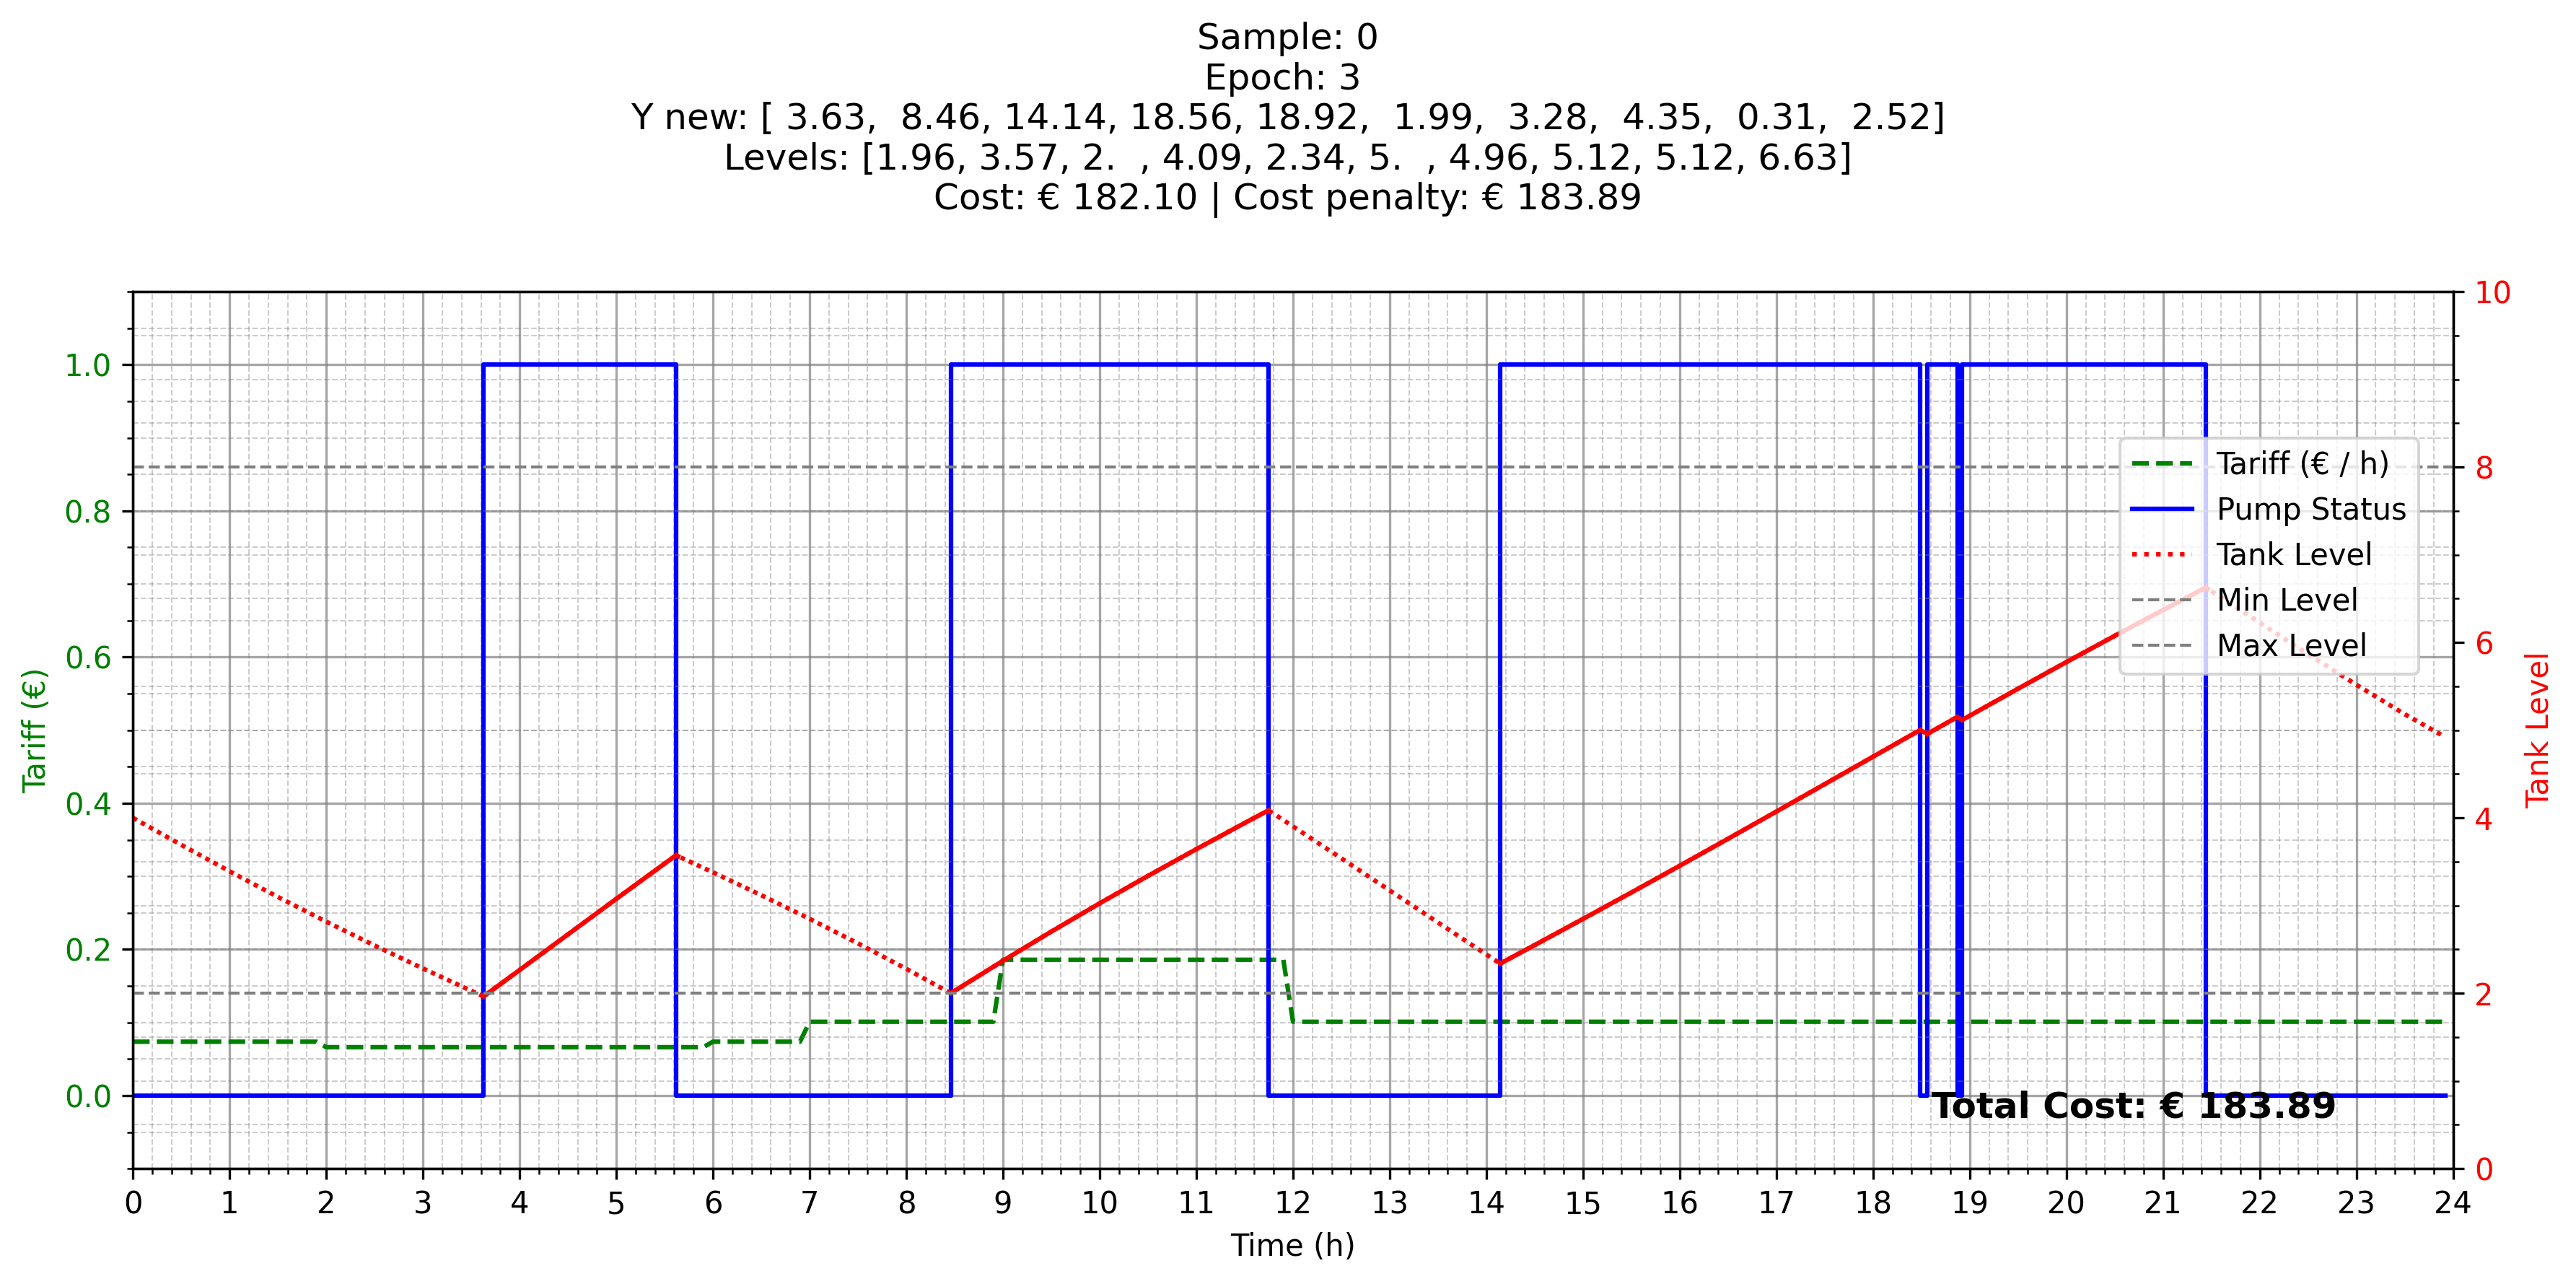 Sample: 0
Epoch: 3
Y new: [ 3.63,  8.46, 14.14, 18.56, 18.92,  1.99,  3.28,  4.35,  0.31,  2.52]
Levels: [1.96, 3.57, 2.  , 4.09, 2.34, 5.  , 4.96, 5.12, 5.12, 6.63]
Cost: € 182.10 | Cost penalty: € 183.89
1.0
0.8
0.6
0.4
0.2
0.0
Tariff (€)
10
8
6
4
2
0
Tank Level
Tariff (€ / h)
Pump Status
Tank Level
Min Level
Max Level
Total Cost: € 183.89
0 1 2 3 4 5 6 7 8 9 10 11 12 13 14 15 16 17 18 19 20 21 22 23 24
Time (h)